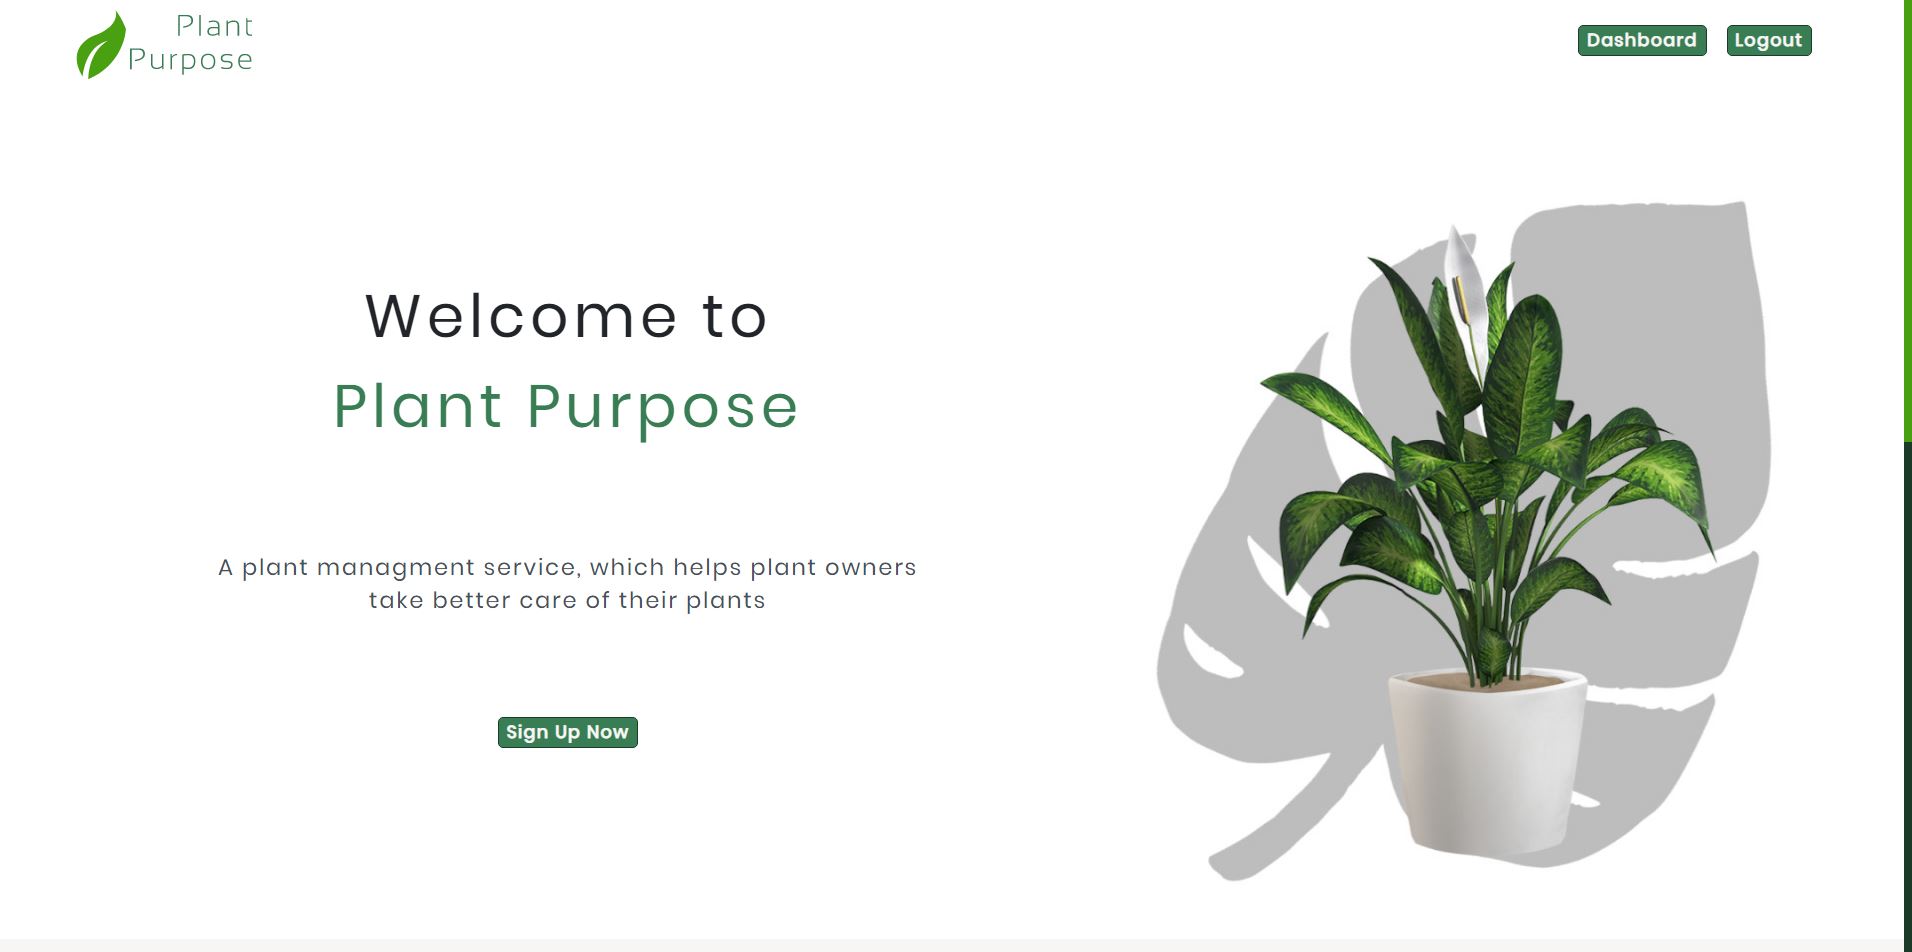 Plant
Purpose
Dashboard
Logout
Welcome to
Plant Purpose
A plant managment service, which helps plant owners
take better care of their plants
Sign Up Now